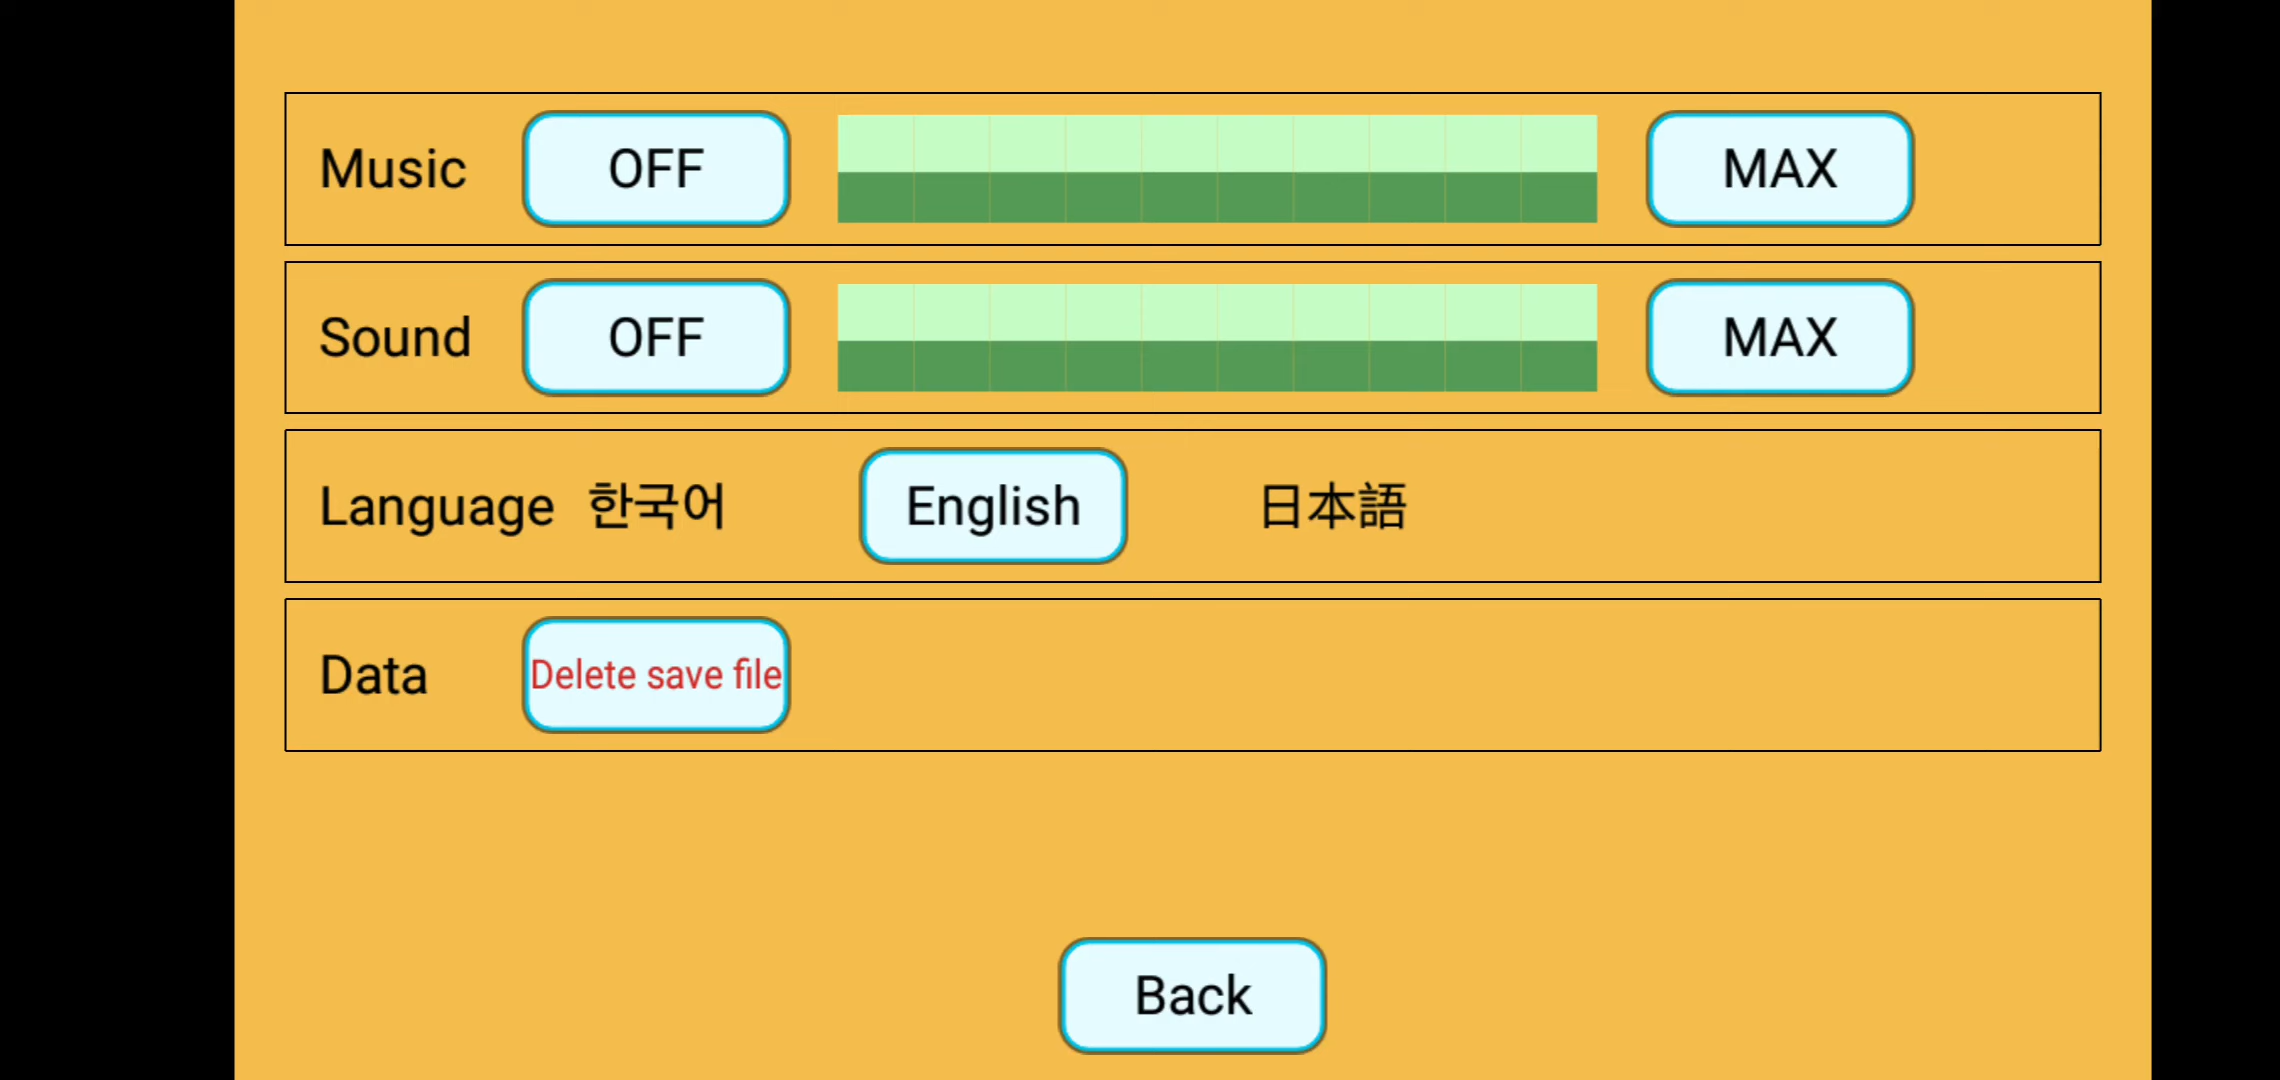 Music OFF MAX
Sound OFF MAX
Language 한국어 English 日本語
Data Delete save file
Back